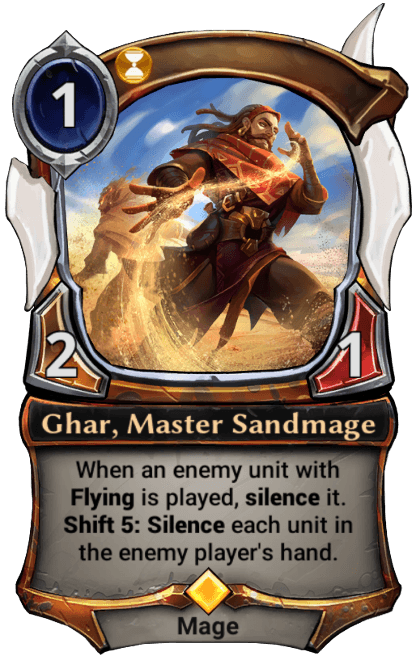 1
2
1
Ghar, Master Sandmage
When an enemy unit with
Flying is played, silence it.
Shift 5: Silence each unit in
the enemy player's hand.
Mage